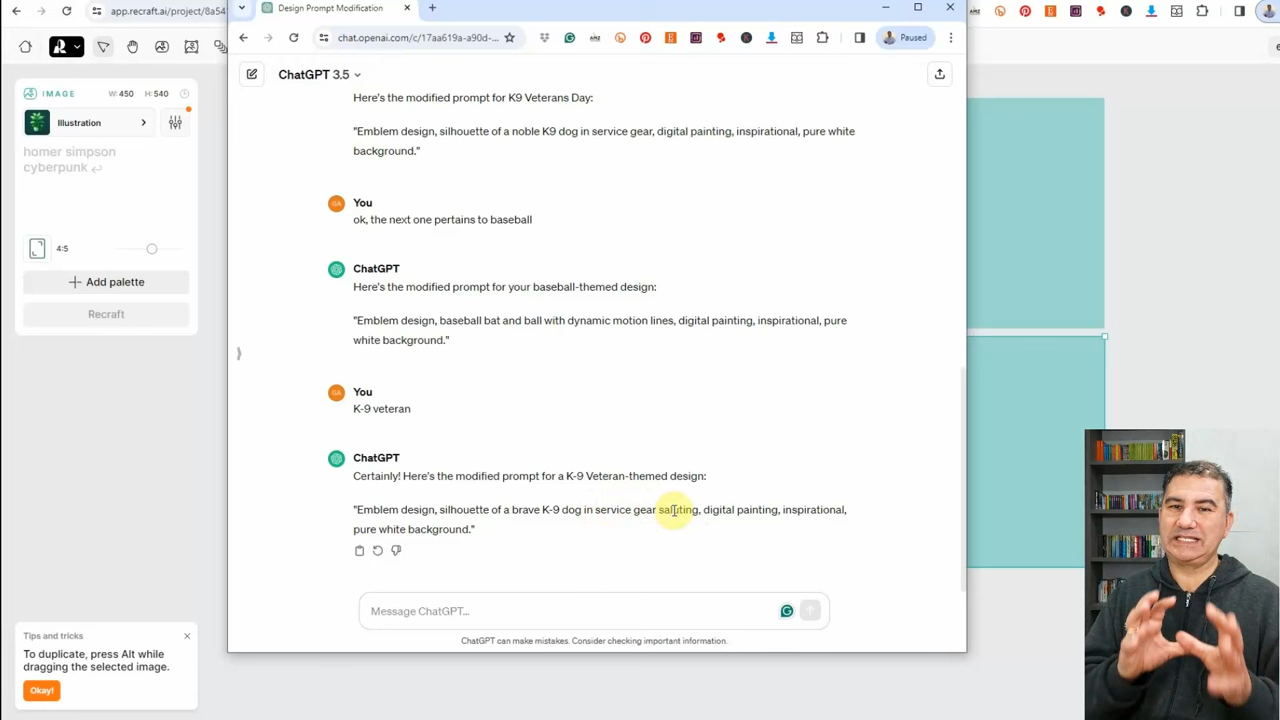 app.recraft.ai/project/8a54
Design Prompt Modification
chat.openai.com/c/17aa619a-a90d-...
Paused
ChatGPT 3.5
IMAGE W: 450 H: 540
Illustration
homer simpson
cyberpunk
4:5
Add palette
Recraft
Here's the modified prompt for K9 Veterans Day:
"Emblem design, silhouette of a noble K9 dog in service gear, digital painting, inspirational, pure white
background."
You
ok, the next one pertains to baseball
ChatGPT
Here's the modified prompt for your baseball-themed design:
"Emblem design, baseball bat and ball with dynamic motion lines, digital painting, inspirational, pure
white background."
You
K-9 veteran
ChatGPT
Certainly! Here's the modified prompt for a K-9 Veteran-themed design:
"Emblem design, silhouette of a brave K-9 dog in service gear saluting, digital painting, inspirational,
pure white background."
Message ChatGPT...
ChatGPT can make mistakes. Consider checking important information.
Tips and tricks
To duplicate, press Alt while
dragging the selected image.
Okay!